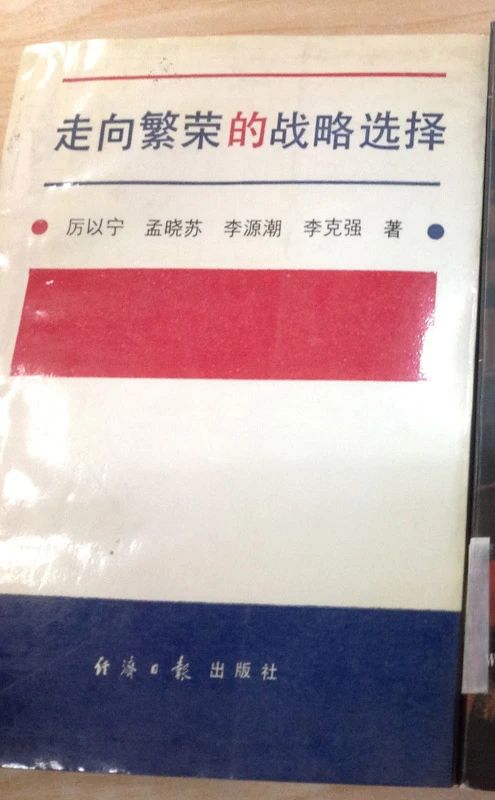 走向繁荣的战略选择
厉以宁 孟晓苏 李源潮 李克强 著
经济日报出版社